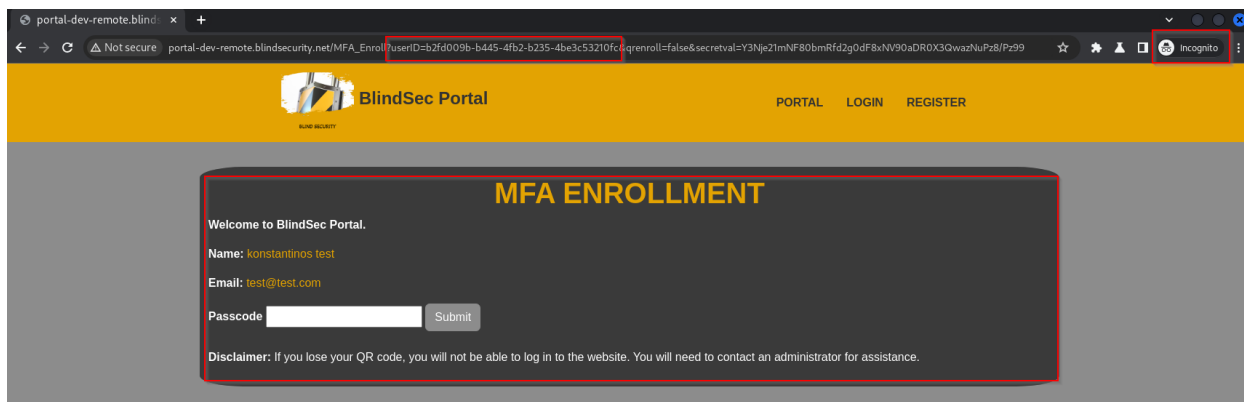 portal-dev-remote.blinds
Not secure portal-dev-remote.blindsecurity.net/MFA_Enroll?userID=b2fd009b-b445-4fb2-b235-4be3c53210fc&qrenroll=false&secretval=Y3Nje21mNF80bmRfd2g0dF8xNV90aDR0X3QwazNuPz8/Pz99
Incognito
BLIND SECURITY
BlindSec Portal
PORTAL LOGIN REGISTER
MFA ENROLLMENT
Welcome to BlindSec Portal.
Name: konstantinos test
Email: test@test.com
Passcode Submit
Disclaimer: If you lose your QR code, you will not be able to log in to the website. You will need to contact an administrator for assistance.